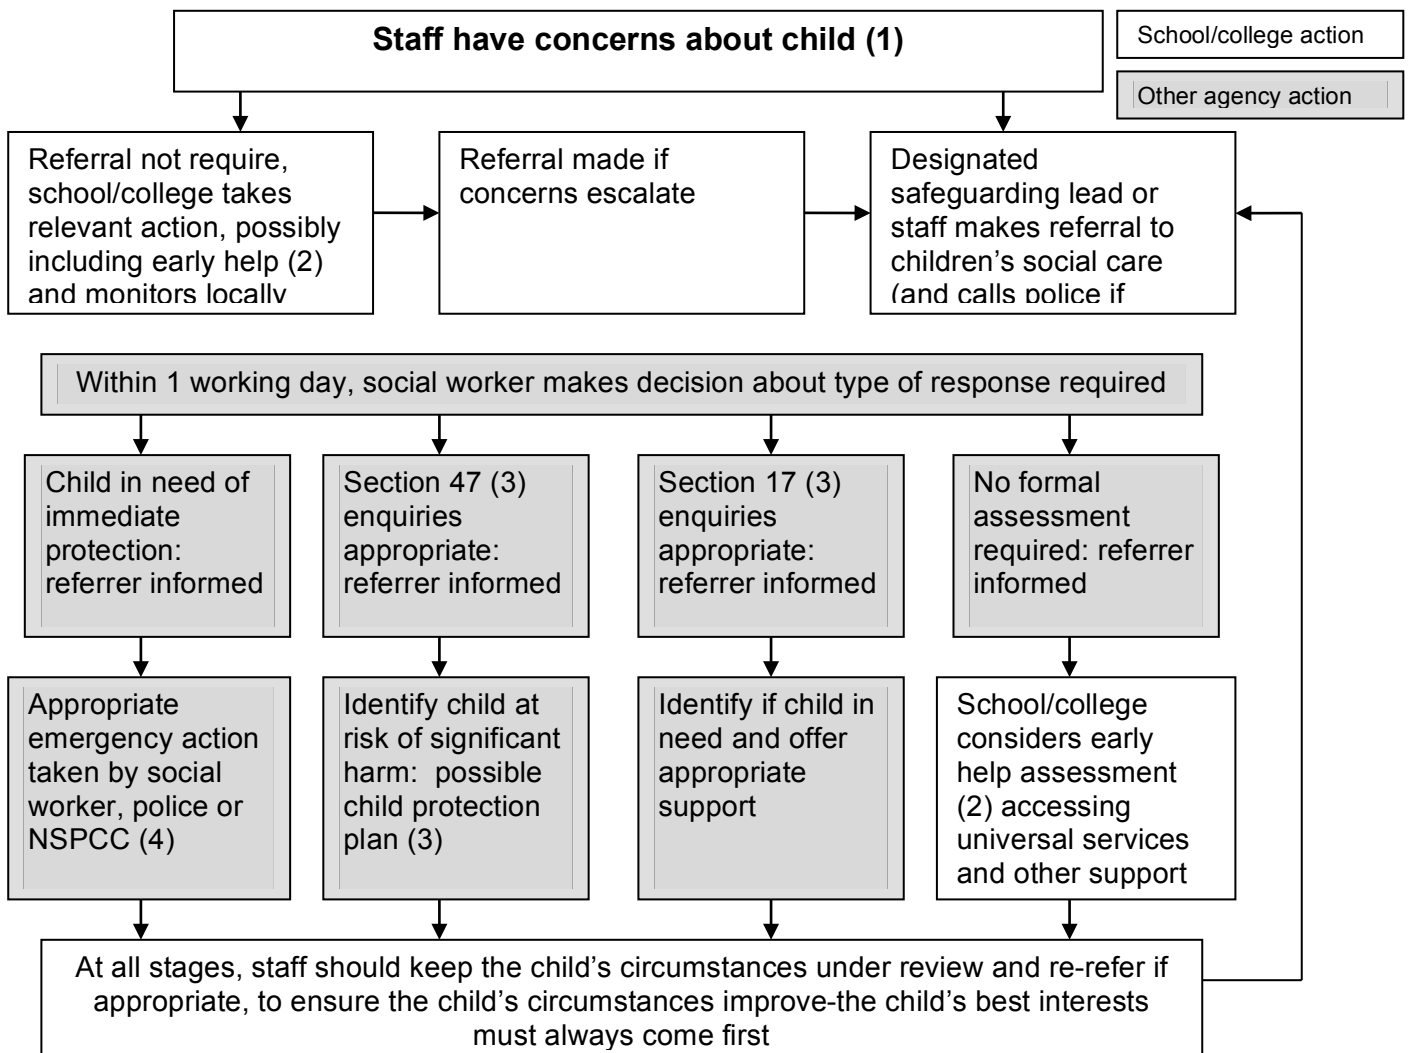 Staff have concerns about child (1)
School/college action
Other agency action
Referral not require,
school/college takes
relevant action, possibly
including early help (2)
and monitors locally
Referral made if
concerns escalate
Designated
safeguarding lead or
staff makes referral to
children’s social care
(and calls police if
Within 1 working day, social worker makes decision about type of response required
Child in need of
immediate
protection:
referrer informed
Section 47 (3)
enquiries
appropriate:
referrer informed
Section 17 (3)
enquiries
appropriate:
referrer informed
No formal
assessment
required: referrer
informed
Appropriate
emergency action
taken by social
worker, police or
NSPCC (4)
Identify child at
risk of significant
harm:  possible
child protection
plan (3)
Identify if child in
need and offer
appropriate
support
School/college
considers early
help assessment
(2) accessing
universal services
and other support
At all stages, staff should keep the child’s circumstances under review and re-refer if
appropriate, to ensure the child’s circumstances improve-the child’s best interests
must always come first